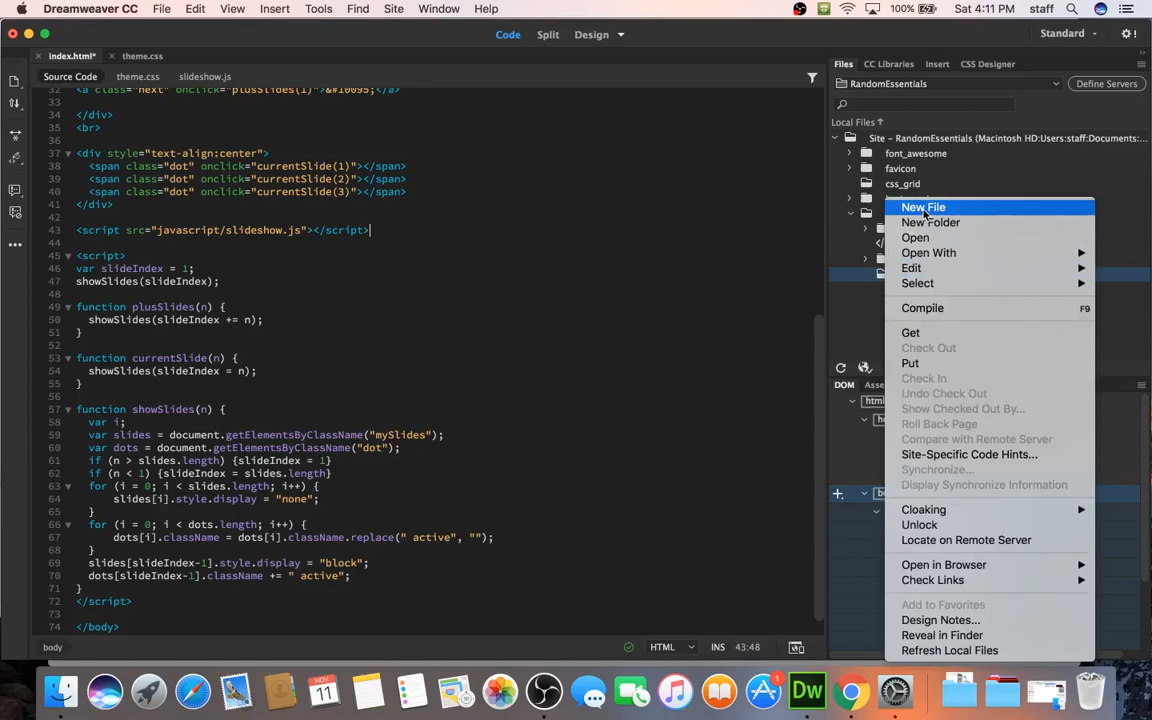 Dreamweaver CC File Edit View Insert Tools Find Site Window Help 100% Sat 4:11 PM staff
Code Split Design Standard
index.html* theme.css
Source Code theme.css slideshow.js
32 <a class="next" onclick="plusSlides(1)">&#10095;</a>
33
34 </div>
35 <br>
36
37 <div style="text-align:center">
38 <span class="dot" onclick="currentSlide(1)"></span>
39 <span class="dot" onclick="currentSlide(2)"></span>
40 <span class="dot" onclick="currentSlide(3)"></span>
41 </div>
42
43 <script src="javascript/slideshow.js"></script>
44
45 <script>
46 var slideIndex = 1;
47 showSlides(slideIndex);
48
49 function plusSlides(n) {
50 showSlides(slideIndex += n);
51 }
52
53 function currentSlide(n) {
54 showSlides(slideIndex = n);
55 }
56
57 function showSlides(n) {
58 var i;
59 var slides = document.getElementsByClassName("mySlides");
60 var dots = document.getElementsByClassName("dot");
61 if (n > slides.length) {slideIndex = 1}
62 if (n < 1) {slideIndex = slides.length}
63 for (i = 0; i < slides.length; i++) {
64 slides[i].style.display = "none";
65 }
66 for (i = 0; i < dots.length; i++) {
67 dots[i].className = dots[i].className.replace(" active", "");
68 }
69 slides[slideIndex-1].style.display = "block";
70 dots[slideIndex-1].className += " active";
71 }
72 </script>
73
74 </body>
body HTML INS 43:48
Files CC Libraries Insert CSS Designer
RandomEssentials Define Servers
Local Files
Site – RandomEssentials (Macintosh HD:Users:staff:Documents:...
font_awesome
favicon
css_grid
New File
New Folder
Open
Open With
Edit
Select
Compile F9
Get
Check Out
Put
Check In
Undo Check Out
Show Checked Out By...
Roll Back Page
Compare with Remote Server
Site-Specific Code Hints...
Synchronize...
Display Synchronize Information
Cloaking
Unlock
Locate on Remote Server
Open in Browser
Check Links
Add to Favorites
Design Notes...
Reveal in Finder
Refresh Local Files
DOM
html
NOV
11
Dw